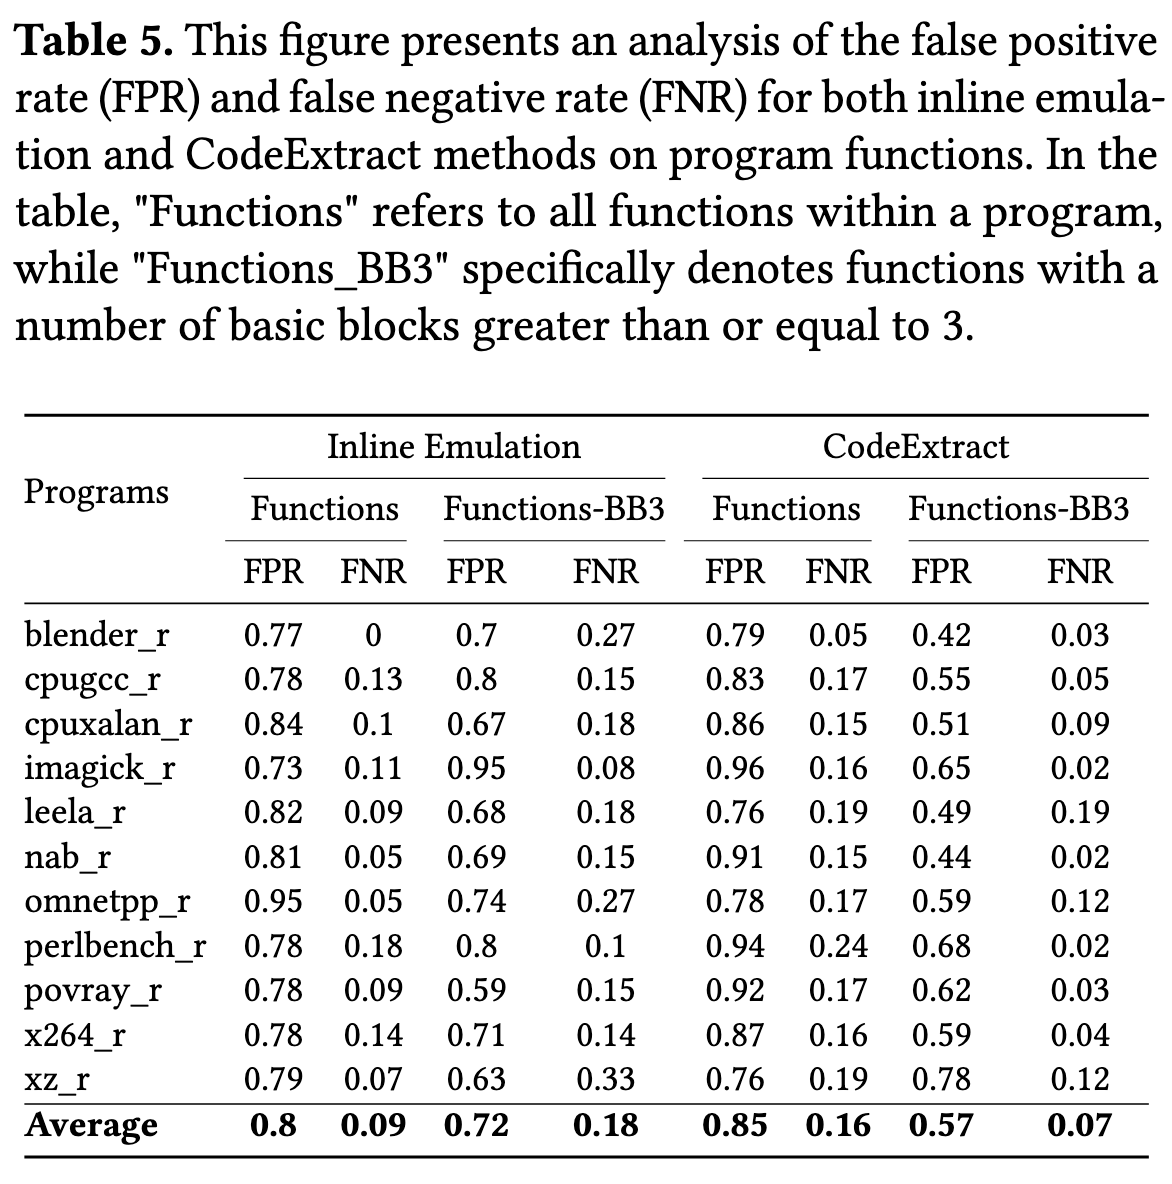 Table 5. This figure presents an analysis of the false positive
rate (FPR) and false negative rate (FNR) for both inline emula-
tion and CodeExtract methods on program functions. In the
table, "Functions" refers to all functions within a program,
while "Functions_BB3" specifically denotes functions with a
number of basic blocks greater than or equal to 3.
Programs Inline Emulation CodeExtract
Functions Functions-BB3 Functions Functions-BB3
FPR FNR FPR FNR FPR FNR FPR FNR
blender_r 0.77 0 0.7 0.27 0.79 0.05 0.42 0.03
cpugcc_r 0.78 0.13 0.8 0.15 0.83 0.17 0.55 0.05
cpuxalan_r 0.84 0.1 0.67 0.18 0.86 0.15 0.51 0.09
imagick_r 0.73 0.11 0.95 0.08 0.96 0.16 0.65 0.02
leela_r 0.82 0.09 0.68 0.18 0.76 0.19 0.49 0.19
nab_r 0.81 0.05 0.69 0.15 0.91 0.15 0.44 0.02
omnetpp_r 0.95 0.05 0.74 0.27 0.78 0.17 0.59 0.12
perlbench_r 0.78 0.18 0.8 0.1 0.94 0.24 0.68 0.02
povray_r 0.78 0.09 0.59 0.15 0.92 0.17 0.62 0.03
x264_r 0.78 0.14 0.71 0.14 0.87 0.16 0.59 0.04
xz_r 0.79 0.07 0.63 0.33 0.76 0.19 0.78 0.12
Average 0.8 0.09 0.72 0.18 0.85 0.16 0.57 0.07